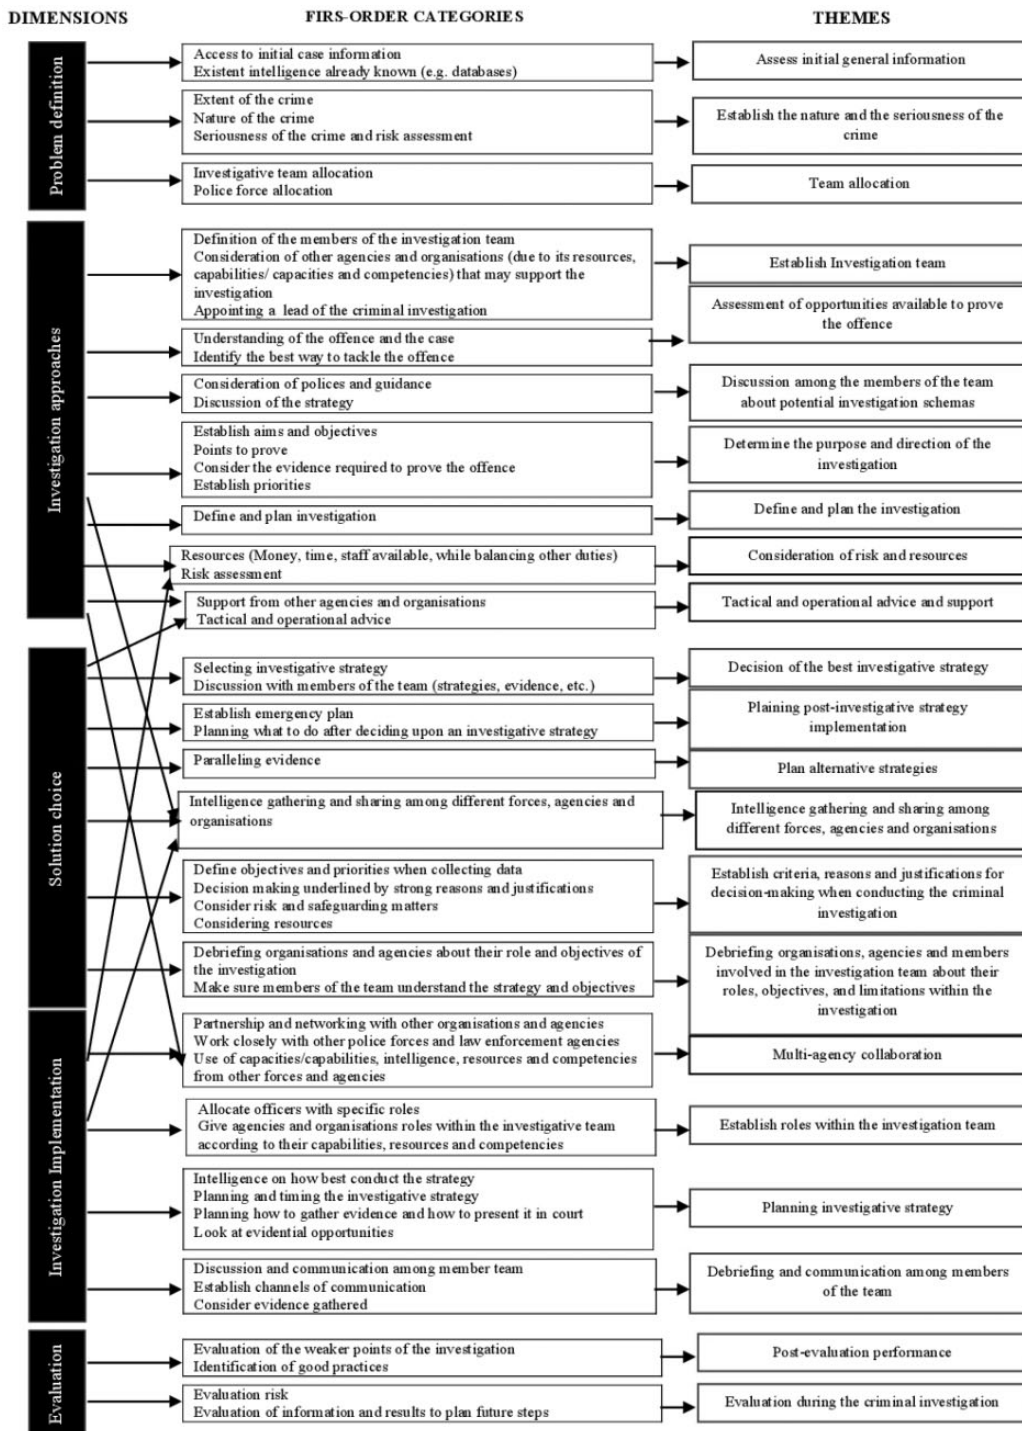 DIMENSIONS
FIRS-ORDER CATEGORIES
THEMES
Problem definition
Access to initial case information
Existent intelligence already known (e.g. databases)
Assess initial general information
Extent of the crime
Nature of the crime
Seriousness of the crime and risk assessment
Establish the nature and the seriousness of the
crime
Investigative team allocation
Police force allocation
Team allocation
Investigation approaches
Definition of the members of the investigation team
Consideration of other agencies and organisations (due to its resources,
capabilities/ capacities and competencies) that may support the
investigation
Appointing a lead of the criminal investigation
Establish Investigation team
Understanding of the offence and the case
Identify the best way to tackle the offence
Assessment of opportunities available to prove
the offence
Consideration of polices and guidance
Discussion of the strategy
Discussion among the members of the team
about potential investigation schemas
Establish aims and objectives
Points to prove
Consider the evidence required to prove the offence
Establish priorities
Determine the purpose and direction of the
investigation
Define and plan investigation
Define and plan the investigation
Resources (Money, time, staff available, while balancing other duties)
Risk assessment
Consideration of risk and resources
Support from other agencies and organisations
Tactical and operational advice
Tactical and operational advice and support
Solution choice
Selecting investigative strategy
Discussion with members of the team (strategies, evidence, etc.)
Decision of the best investigative strategy
Establish emergency plan
Planning what to do after deciding upon an investigative strategy
Plaining post-investigative strategy
implementation
Paralleling evidence
Plan alternative strategies
Intelligence gathering and sharing among different forces, agencies and
organisations
Intelligence gathering and sharing among
different forces, agencies and organisations
Define objectives and priorities when collecting data
Decision making underlined by strong reasons and justifications
Consider risk and safeguarding matters
Considering resources
Establish criteria, reasons and justifications for
decision-making when conducting the criminal
investigation
Debriefing organisations and agencies about their role and objectives of
the investigation
Make sure members of the team understand the strategy and objectives
Debriefing organisations, agencies and members
involved in the investigation team about their
roles, objectives, and limitations within the
investigation
Investigation Implementation
Partnership and networking with other organisations and agencies
Work closely with other police forces and law enforcement agencies
Use of capacities/capabilities, intelligence, resources and competencies
from other forces and agencies
Multi-agency collaboration
Allocate officers with specific roles
Give agencies and organisations roles within the investigative team
according to their capabilities, resources and competencies
Establish roles within the investigation team
Intelligence on how best conduct the strategy
Planning and timing the investigative strategy
Planning how to gather evidence and how to present it in court
Look at evidential opportunities
Planning investigative strategy
Discussion and communication among member team
Establish channels of communication
Consider evidence gathered
Debriefing and communication among members
of the team
Evaluation
Evaluation of the weaker points of the investigation
Identification of good practices
Post-evaluation performance
Evaluation risk
Evaluation of information and results to plan future steps
Evaluation during the criminal investigation